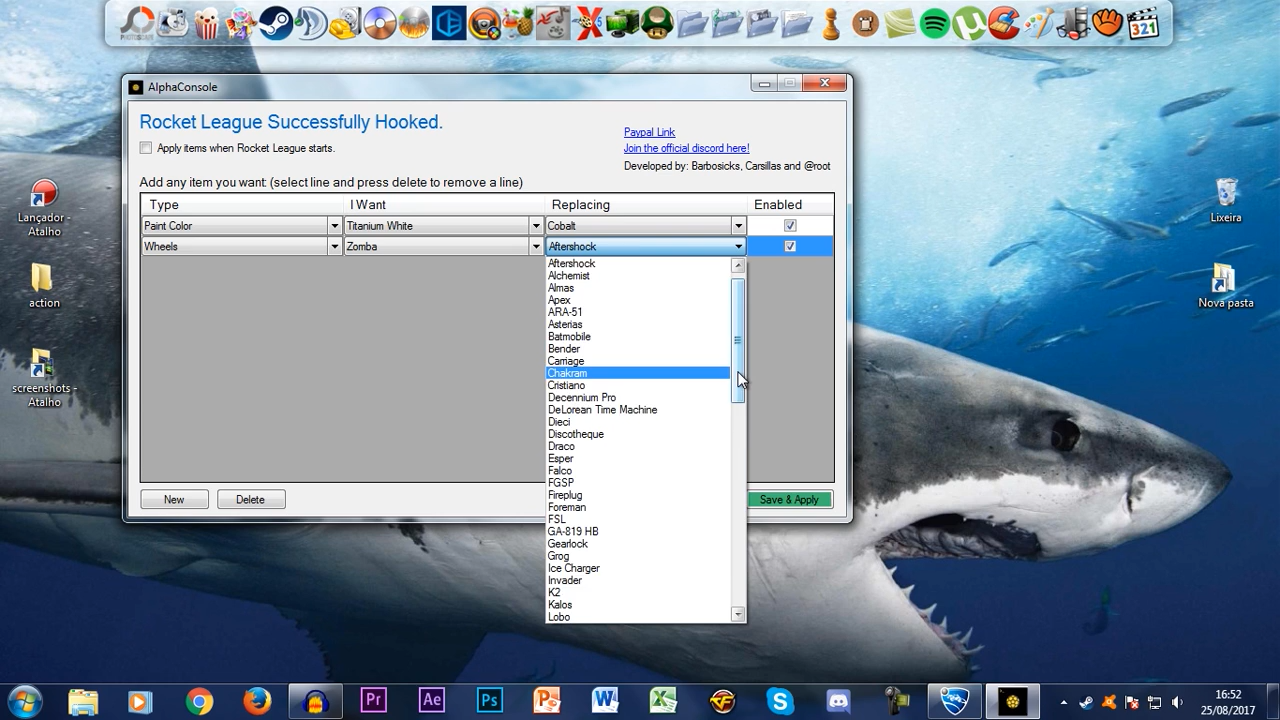 PHOTOSCAPE
321
AlphaConsole
Rocket League Successfully Hooked.
Apply items when Rocket League starts.
Paypal Link
Join the official discord here!
Developed by: Barbosicks, Carsillas and @root
Add any item you want: (select line and press delete to remove a line)
Type I Want Replacing Enabled
Paint Color Titanium White Cobalt
Wheels Zomba Aftershock
Aftershock
Alchemist
Almas
Apex
ARA-51
Asterias
Batmobile
Bender
Carriage
Chakram
Cristiano
Decennium Pro
DeLorean Time Machine
Dieci
Discotheque
Draco
Esper
Falco
FGSP
Fireplug
Foreman
FSL
GA-819 HB
Gearlock
Grog
Ice Charger
Invader
K2
Kalos
Lobo
New Delete Save & Apply
Lançador -
Atalho
action
screenshots -
Atalho
Lixeira
Nova pasta
Pr Ae Ps
16:52
25/08/2017